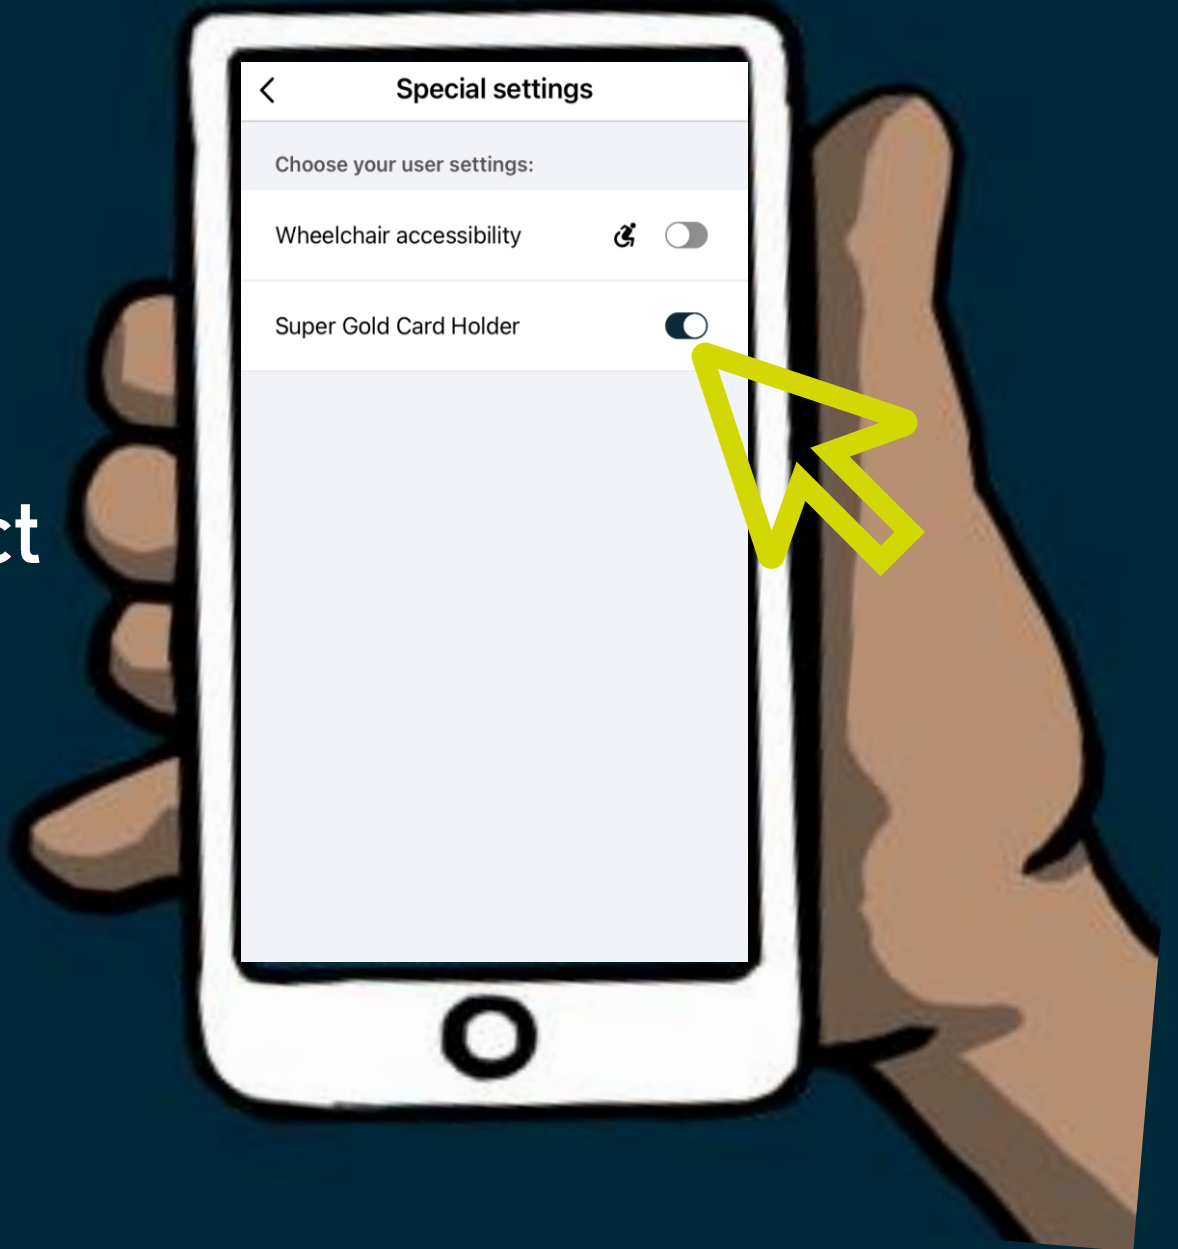 Special settings
Choose your user settings:
Wheelchair accessibility
Super Gold Card Holder
ct